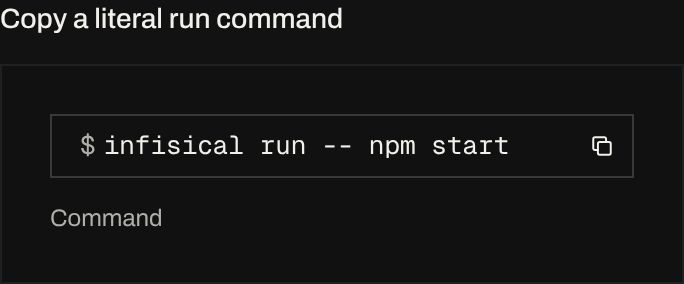 Copy a literal run command
$ infisical run -- npm start
Command